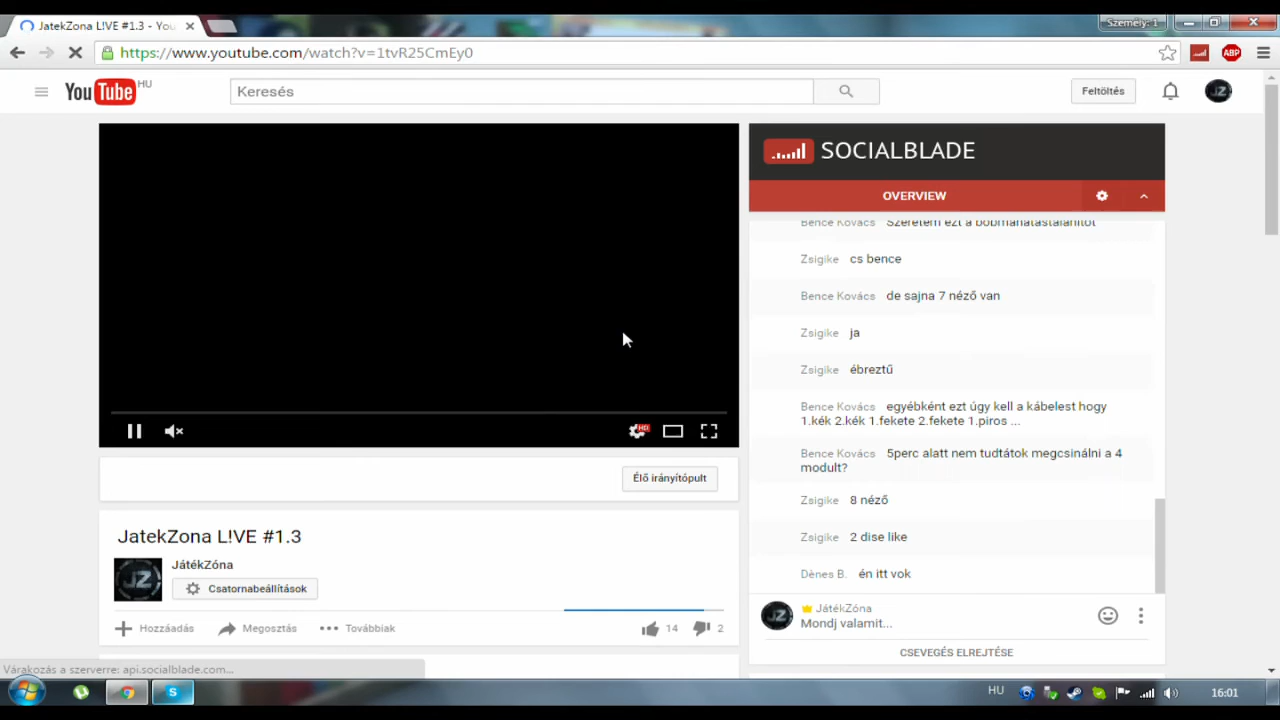 JatekZona L!VE #1.3 - You
Személy: 1
https://www.youtube.com/watch?v=1tvR25CmEy0
ABP
YouTube HU
Keresés
Feltöltés
JZ
SOCIALBLADE
OVERVIEW
Bence Kovács Szeretem ezt a bobmahatástalanítót
Zsigike cs bence
Bence Kovács de sajna 7 néző van
Zsigike ja
Zsigike ébreztű
Bence Kovács egyébként ezt úgy kell a kábelest hogy
1.kék 2.kék 1.fekete 2.fekete 1.piros ...
Bence Kovács 5perc alatt nem tudtátok megcsinálni a 4
modult?
Zsigike 8 néző
Zsigike 2 dise like
Dènes B. én itt vok
JZ
JátékZóna
Mondj valamit...
CSEVEGÉS ELREJTÉSE
HD
Élő irányítópult
JatekZona L!VE #1.3
JZ
JátékZóna
Csatornabeállítások
Hozzáadás
Megosztás
Továbbiak
14
2
Várakozás a szerverre: api.socialblade.com...
S
HU
16:01